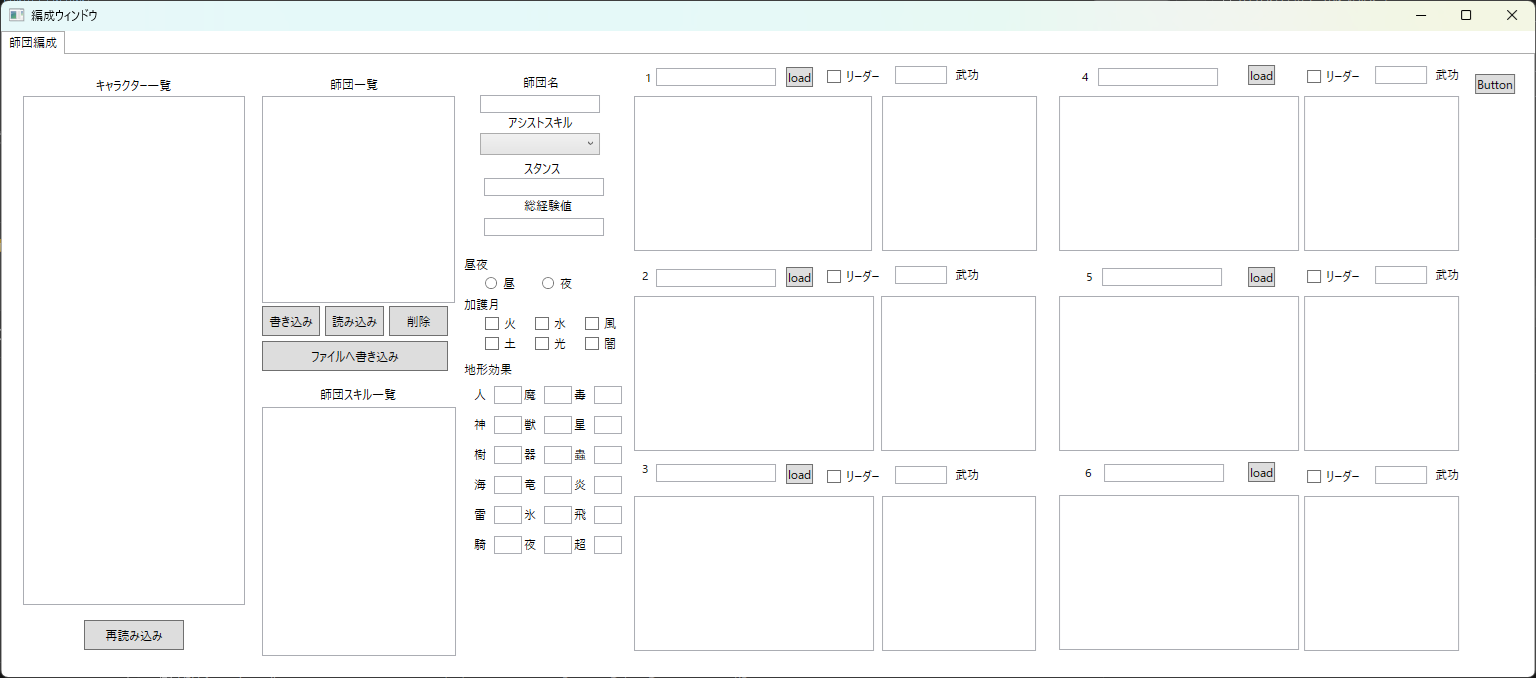 編成ウィンドウ
師団編成
キャラクター一覧
再読み込み
師団一覧
書き込み 読み込み 削除
ファイルへ書き込み
師団スキル一覧
師団名
アシストスキル
スタンス
総経験値
昼夜
昼 夜
加護月
火 水 風
土 光 闇
地形効果
人 魔 毒
神 獣 星
樹 器 蟲
海 竜 炎
雷 氷 飛
騎 夜 超
1 load リーダー 武功
2 load リーダー 武功
3 load リーダー 武功
4 load リーダー 武功
5 load リーダー 武功
6 load リーダー 武功
Button